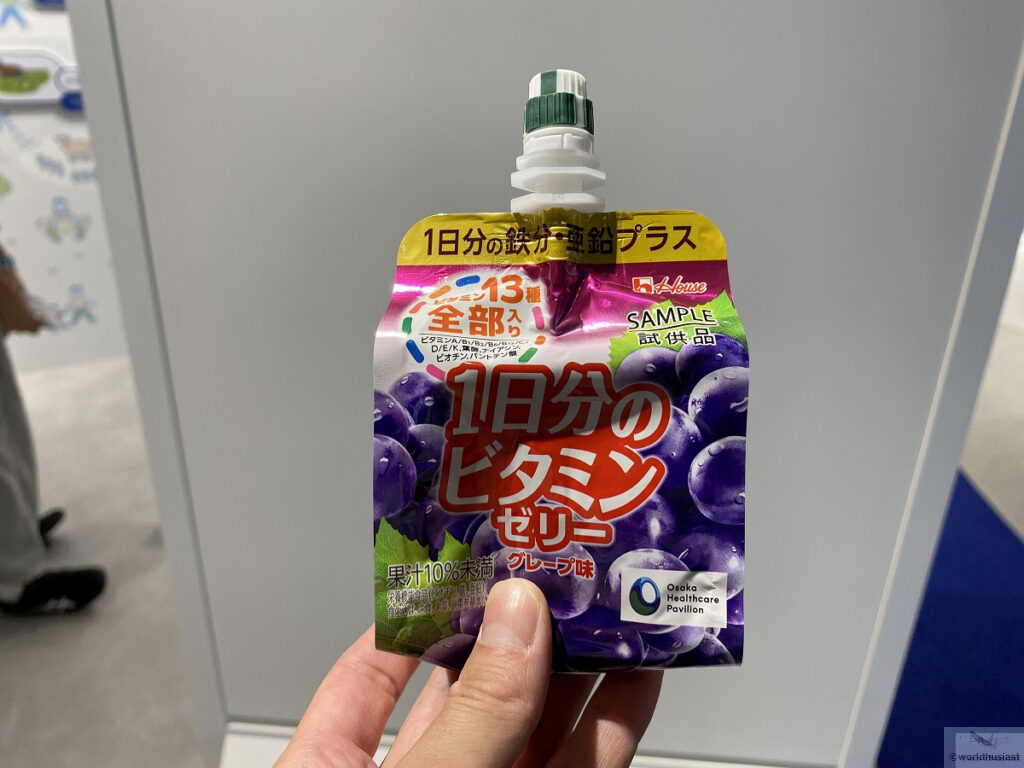 1日分の鉄分・亜鉛プラス
House
ビタミン13種
全部入り
ビタミンA/B1/B2/B6/B12/C/
D/E/K、葉酸、ナイアシン、
ビオチン、パントテン酸
SAMPLE
試供品
1日分の
ビタミン
ゼリー
グレープ味
果汁10%未満
Osaka
Healthcare
Pavilion
©worldhusiast